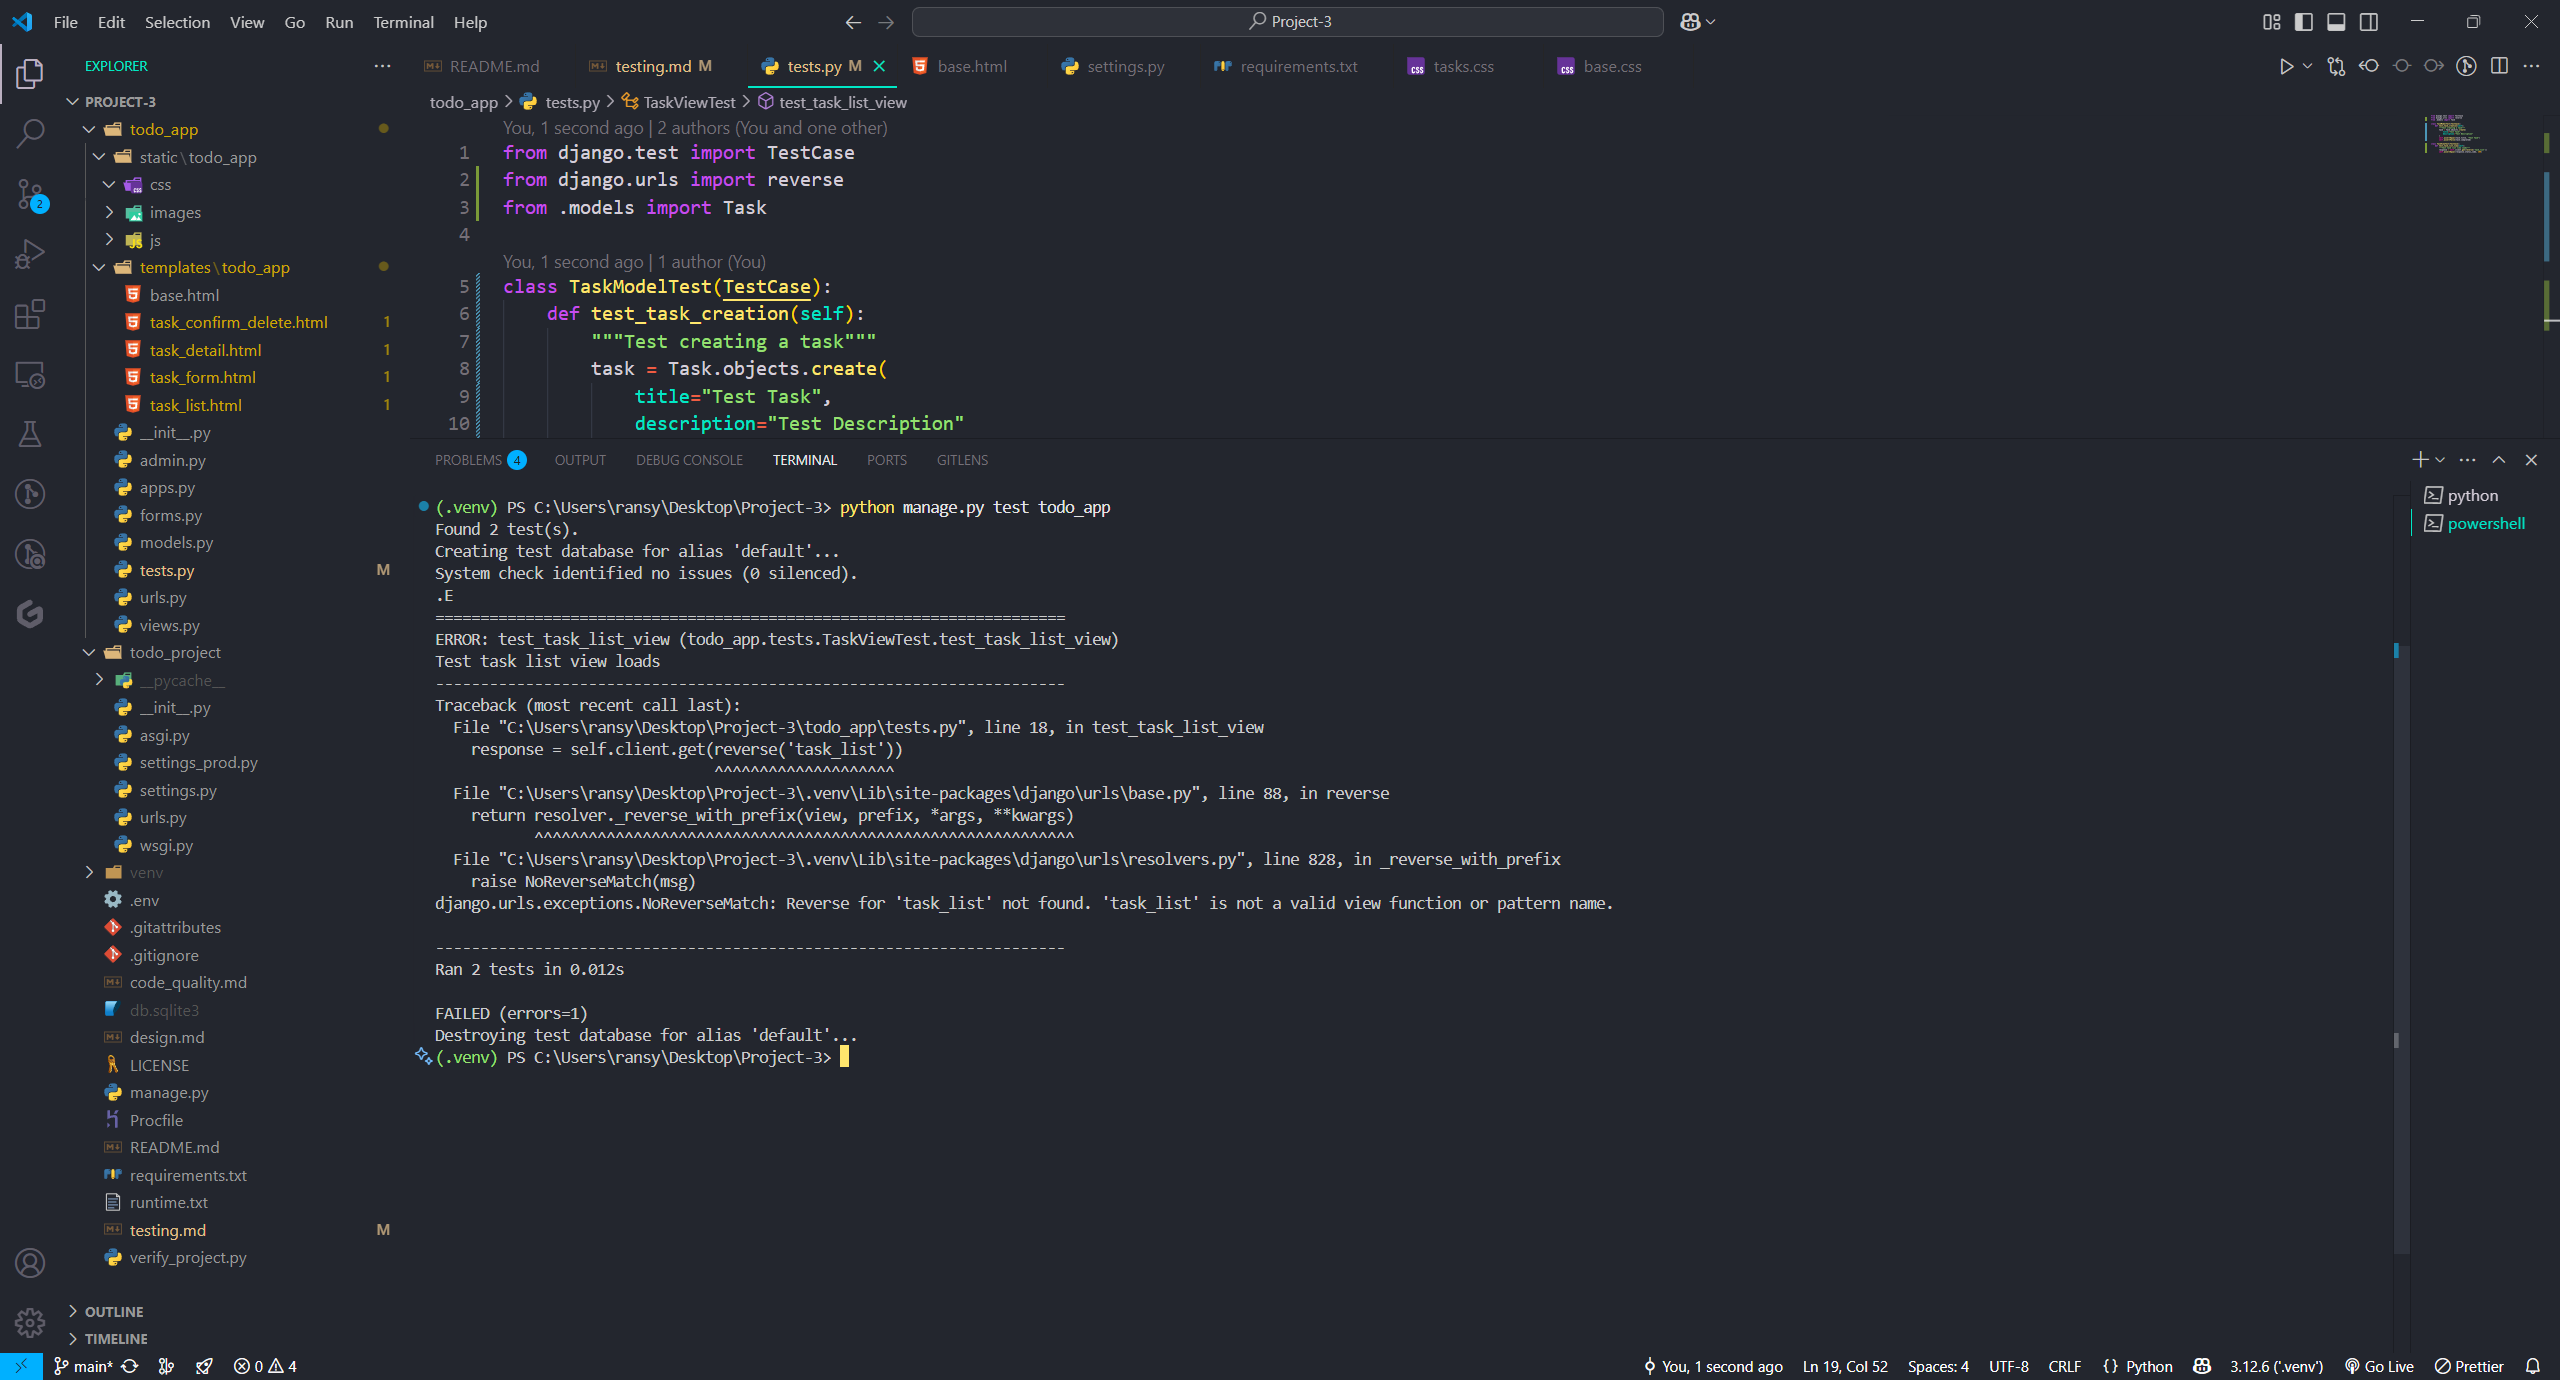 File Edit Selection View Go Run Terminal Help
Project-3
EXPLORER
PROJECT-3
todo_app
static\todo_app
css
images
js
templates\todo_app
base.html
task_confirm_delete.html 1
task_detail.html 1
task_form.html 1
task_list.html 1
__init__.py
admin.py
apps.py
forms.py
models.py
tests.py M
urls.py
views.py
todo_project
__pycache__
__init__.py
asgi.py
settings_prod.py
settings.py
urls.py
wsgi.py
venv
.env
.gitattributes
.gitignore
code_quality.md
db.sqlite3
design.md
LICENSE
manage.py
Procfile
README.md
requirements.txt
runtime.txt
testing.md M
verify_project.py
OUTLINE
TIMELINE
2
README.md testing.md M tests.py M base.html settings.py requirements.txt tasks.css base.css
todo_app > tests.py > TaskViewTest > test_task_list_view
You, 1 second ago | 2 authors (You and one other)
1 from django.test import TestCase
2 from django.urls import reverse
3 from .models import Task
4
You, 1 second ago | 1 author (You)
5 class TaskModelTest(TestCase):
6 def test_task_creation(self):
7 """Test creating a task"""
8 task = Task.objects.create(
9 title="Test Task",
10 description="Test Description"
PROBLEMS 4 OUTPUT DEBUG CONSOLE TERMINAL PORTS GITLENS
python
powershell
(.venv) PS C:\Users\ransy\Desktop\Project-3> python manage.py test todo_app
Found 2 test(s).
Creating test database for alias 'default'...
System check identified no issues (0 silenced).
.E
======================================================================
ERROR: test_task_list_view (todo_app.tests.TaskViewTest.test_task_list_view)
Test task list view loads
----------------------------------------------------------------------
Traceback (most recent call last):
File "C:\Users\ransy\Desktop\Project-3\todo_app\tests.py", line 18, in test_task_list_view
response = self.client.get(reverse('task_list'))
^^^^^^^^^^^^^^^^^^^^
File "C:\Users\ransy\Desktop\Project-3\.venv\Lib\site-packages\django\urls\base.py", line 88, in reverse
return resolver._reverse_with_prefix(view, prefix, *args, **kwargs)
^^^^^^^^^^^^^^^^^^^^^^^^^^^^^^^^^^^^^^^^^^^^^^^^^^^^^^^^^^^^
File "C:\Users\ransy\Desktop\Project-3\.venv\Lib\site-packages\django\urls\resolvers.py", line 828, in _reverse_with_prefix
raise NoReverseMatch(msg)
django.urls.exceptions.NoReverseMatch: Reverse for 'task_list' not found. 'task_list' is not a valid view function or pattern name.
----------------------------------------------------------------------
Ran 2 tests in 0.012s
FAILED (errors=1)
Destroying test database for alias 'default'...
(.venv) PS C:\Users\ransy\Desktop\Project-3>
main* 0 4 You, 1 second ago Ln 19, Col 52 Spaces: 4 UTF-8 CRLF {} Python 3.12.6 ('.venv') Go Live Prettier